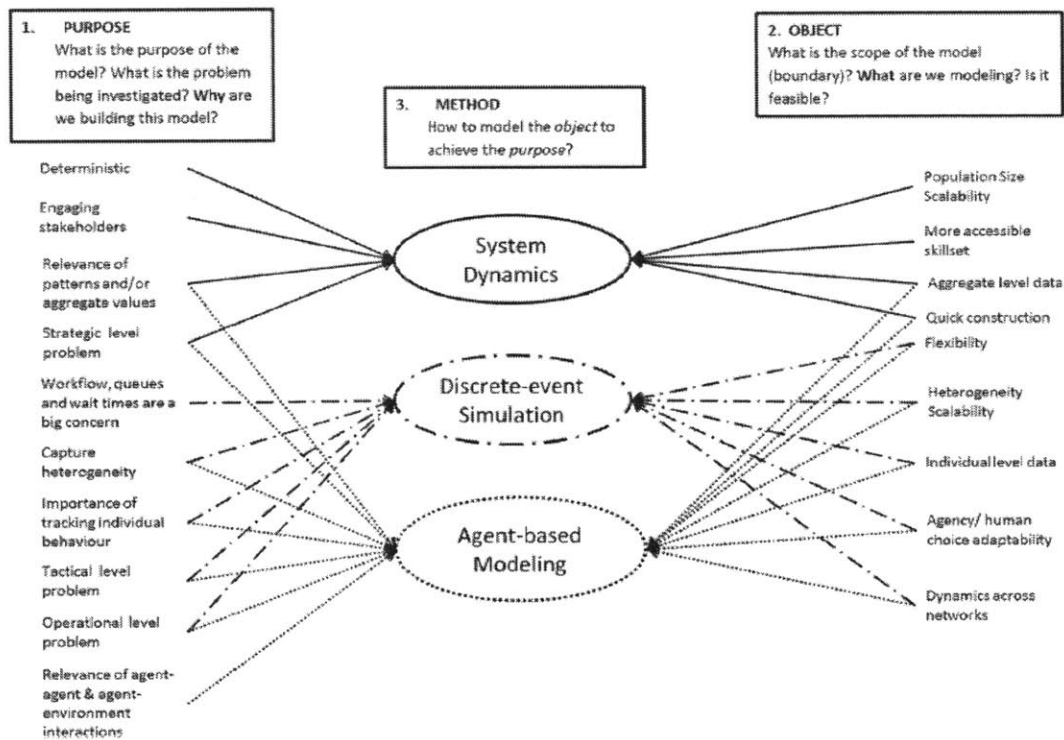 1. PURPOSE
What is the purpose of the
model? What is the problem
being investigated? Why are
we building this model?
2. OBJECT
What is the scope of the model
(boundary)? What are we modeling? Is it
feasible?
3. METHOD
How to model the object to
achieve the purpose?
Deterministic
Engaging
stakeholders
Relevance of
patterns and/or
aggregate values
Strategic level
problem
Workflow, queues
and wait times are a
big concern
Capture
heterogeneity
Importance of
tracking individual
behaviour
Tactical level
problem
Operational level
problem
Relevance of agent-
agent & agent-
environment
interactions
System
Dynamics
Discrete-event
Simulation
Agent-based
Modeling
Population Size
Scalability
More accessible
skillset
Aggregate level data
Quick construction
Flexibility
Heterogeneity
Scalability
Individual level data
Agency/ human
choice adaptability
Dynamics across
networks